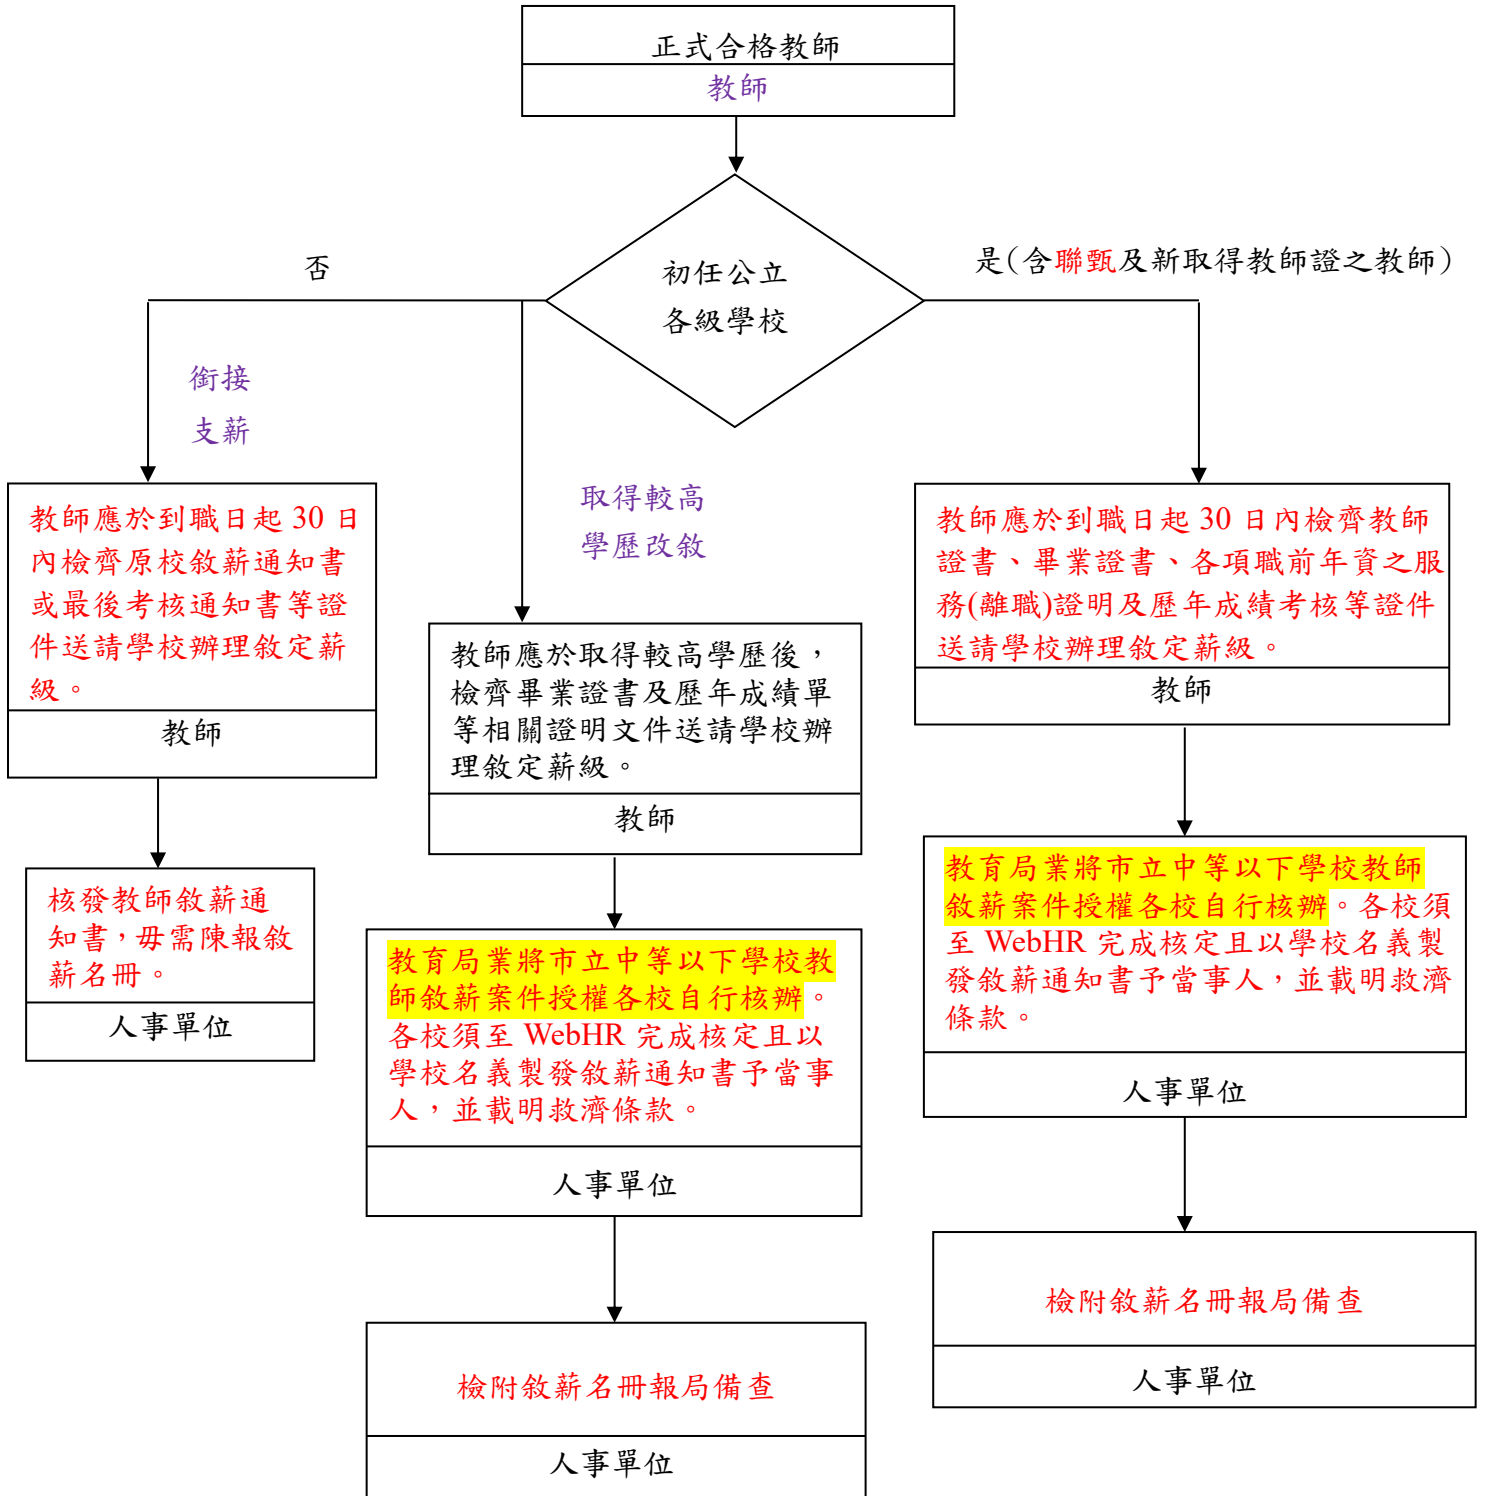 正式合格教師
教師
初任公立
各級學校
否
是(含聯甄及新取得教師證之教師)
銜接
支薪
教師應於到職日起 30 日
內檢齊原校敘薪通知書
或最後考核通知書等證
件送請學校辦理敘定薪
級。
教師
核發教師敘薪通
知書，毋需陳報敘
薪名冊。
人事單位
取得較高
學歷改敘
教師應於取得較高學歷後，
檢齊畢業證書及歷年成績單
等相關證明文件送請學校辦
理敘定薪級。
教師
教育局業將市立中等以下學校教
師敘薪案件授權各校自行核辦。
各校須至 WebHR 完成核定且以
學校名義製發敘薪通知書予當事
人，並載明救濟條款。
人事單位
檢附敘薪名冊報局備查
人事單位
教師應於到職日起 30 日內檢齊教師
證書、畢業證書、各項職前年資之服
務(離職)證明及歷年成績考核等證件
送請學校辦理敘定薪級。
教師
教育局業將市立中等以下學校教師
敘薪案件授權各校自行核辦。各校須
至 WebHR 完成核定且以學校名義製
發敘薪通知書予當事人，並載明救濟
條款。
人事單位
檢附敘薪名冊報局備查
人事單位